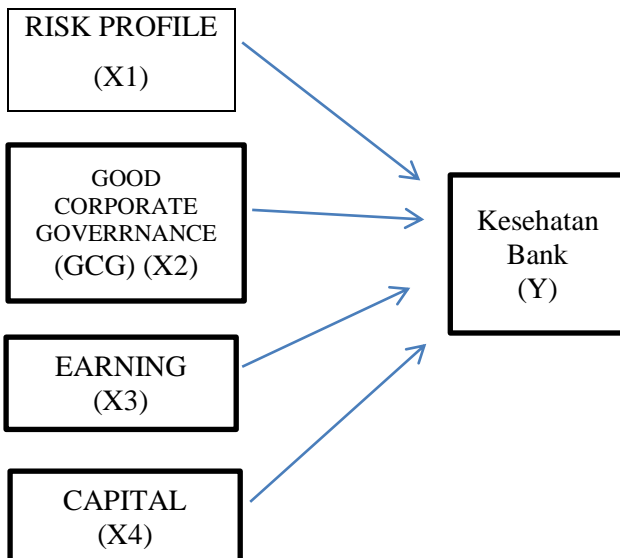 RISK PROFILE
(X1)
GOOD
CORPORATE
GOVERRNANCE
(GCG) (X2)
EARNING
(X3)
CAPITAL
(X4)
Kesehatan
Bank
(Y)